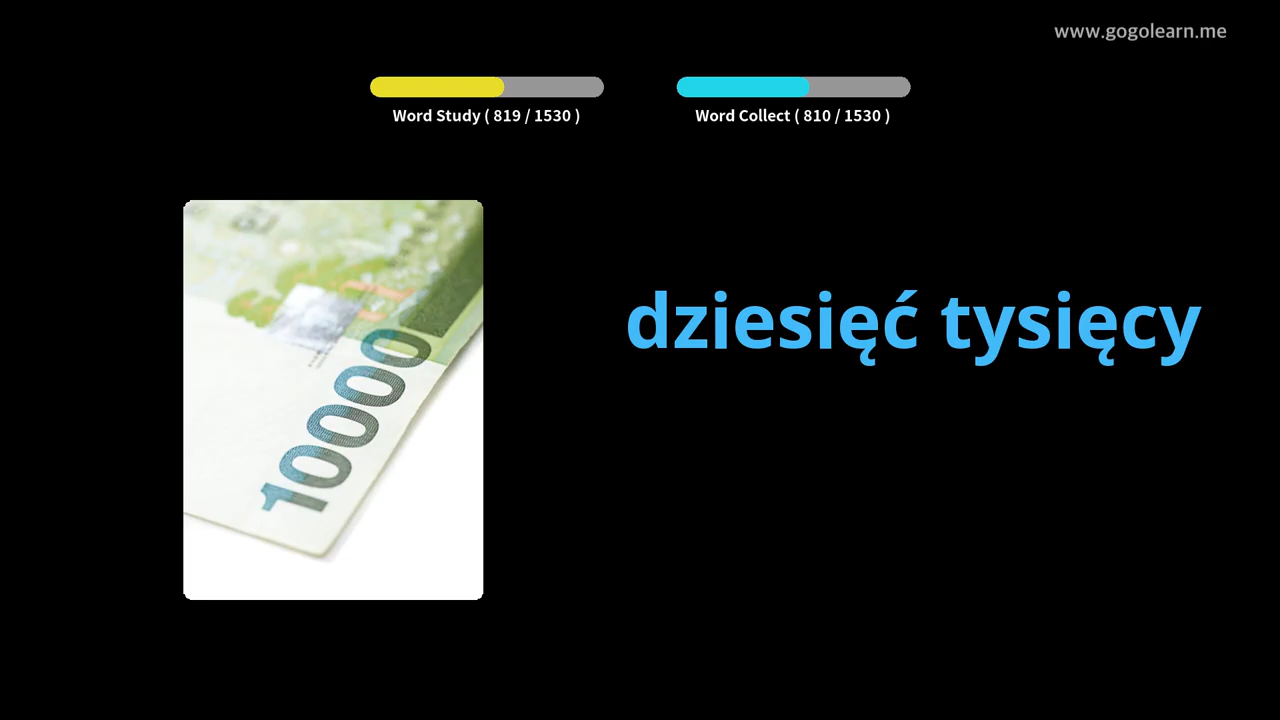 www.gogolearn.me
Word Study ( 819 / 1530 )
Word Collect ( 810 / 1530 )
dziesięć tysięcy
10000